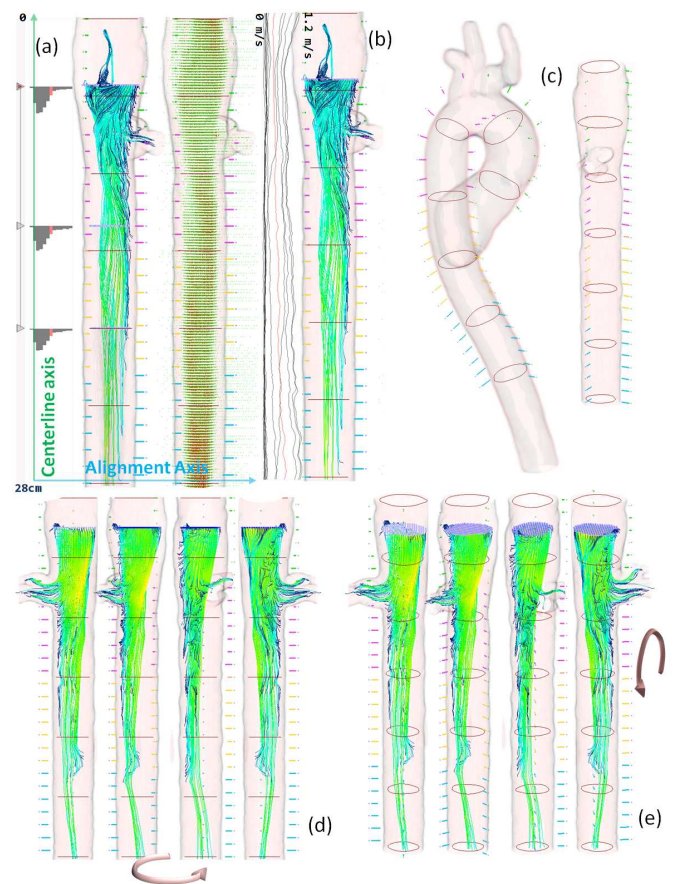 0
(a)
0 m/s
1.2 m/s
(b)
(c)
Centerline axis
Alignment Axis
28cm
(d)
(e)